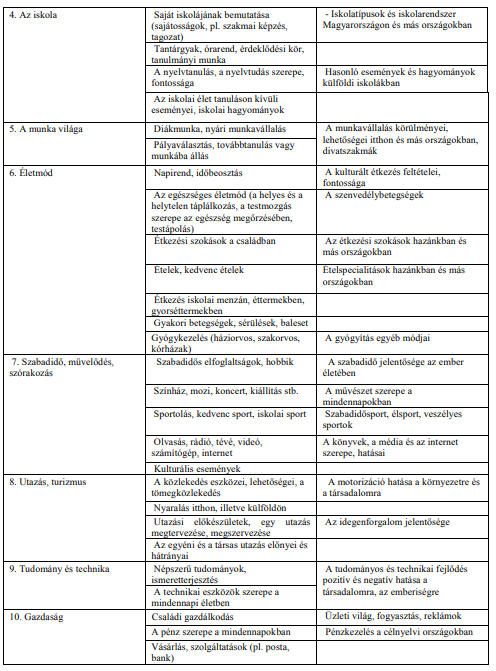 4. Az iskola
Saját iskolájának bemutatása
(sajátosságok, pl. szakmai képzés,
tagozat)
- Iskolatípusok és iskolarendszer
Magyarországon és más országokban
Tantárgyak, órarend, érdeklődési kör,
tanulmányi munka
A nyelvtanulás, a nyelvtudás szerepe,
fontossága
Hasonló események és hagyományok
külföldi iskolákban
Az iskolai élet tanuláson kívüli
eseményei, iskolai hagyományok
5. A munka világa
Diákmunka, nyári munkavállalás
A munkavállalás körülményei,
lehetőségei itthon és más országokban,
divatszakmák
Pályaválasztás, továbbtanulás vagy
munkába állás
6. Életmód
Napirend, időbeosztás
A kulturált étkezés feltételei,
fontossága
Az egészséges életmód (a helyes és a
helytelen táplálkozás, a testmozgás
szerepe az egészség megőrzésében,
testápolás)
A szenvedélybetegségek
Étkezési szokások a családban
Az étkezési szokások hazánkban és
más országokban
Ételek, kedvenc ételek
Ételspecialitások hazánkban és más
országokban
Étkezés iskolai menzán, éttermekben,
gyorséttermekben
Gyakori betegségek, sérülések, baleset
Gyógykezelés (háziorvos, szakorvos,
kórházak)
A gyógyítás egyéb módjai
7. Szabadidő, művelődés,
szórakozás
Szabadidős elfoglaltságok, hobbik
A szabadidő jelentősége az ember
életében
Színház, mozi, koncert, kiállítás stb.
A művészet szerepe a
mindennapokban
Sportolás, kedvenc sport, iskolai sport
Szabadidősport, élsport, veszélyes
sportok
Olvasás, rádió, tévé, videó,
számítógép, internet
A könyvek, a média és az internet
szerepe, hatásai
Kulturális események
8. Utazás, turizmus
A közlekedés eszközei, lehetőségei, a
tömegközlekedés
A motorizáció hatása a környezetre és
a társadalomra
Nyaralás itthon, illetve külföldön
Utazási előkészületek, egy utazás
megtervezése, megszervezése
Az idegenforgalom jelentősége
Az egyéni és a társas utazás előnyei és
hátrányai
9. Tudomány és technika
Népszerű tudományok,
ismeretterjesztés
A tudományos és technikai fejlődés
pozitív és negatív hatása a
társadalomra, az emberiségre
A technikai eszközök szerepe a
mindennapi életben
10. Gazdaság
Családi gazdálkodás
Üzleti világ, fogyasztás, reklámok
A pénz szerepe a mindennapokban
Pénzkezelés a célnyelvi országokban
Vásárlás, szolgáltatások (pl. posta,
bank)